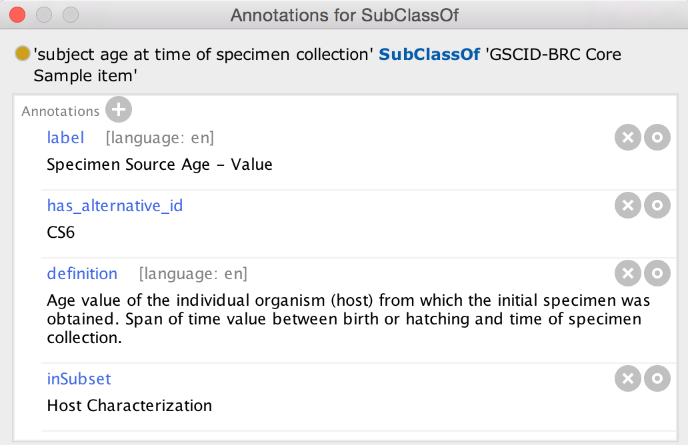 Annotations for SubClassOf
'subject age at time of specimen collection' SubClassOf 'GSCID-BRC Core
Sample item'
Annotations
label [language: en]
Specimen Source Age – Value
has_alternative_id
CS6
definition [language: en]
Age value of the individual organism (host) from which the initial specimen was
obtained. Span of time value between birth or hatching and time of specimen
collection.
inSubset
Host Characterization